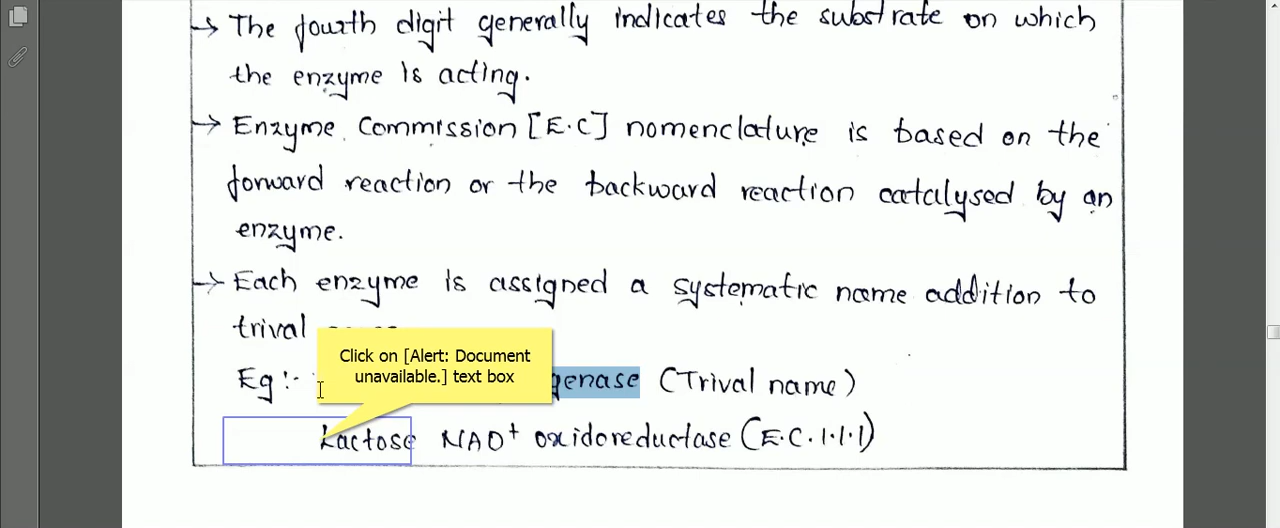 → The fourth digit generally indicates the substrate on which
the enzyme is acting.
→ Enzyme Commission [E.C] nomenclature is based on the
forward reaction or the backward reaction catalysed by an
enzyme.
→ Each enzyme is assigned a systematic name addition to
trival
Click on [Alert: Document
unavailable.] text box
Eg :- genase (Trival name)
Lactose NAD+ oxidoreductase (E.C.1.1.1)